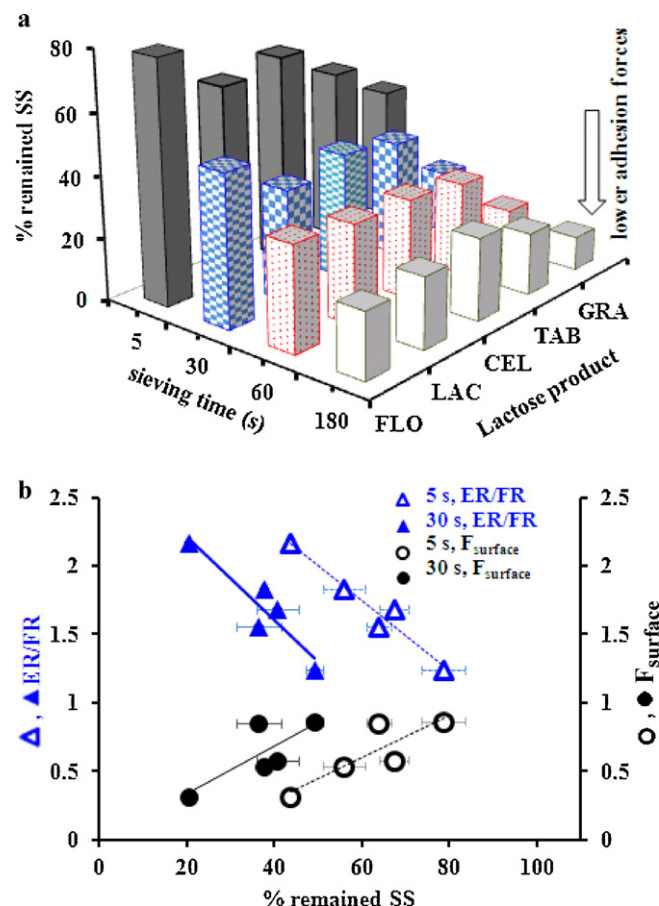 a
80
60
40
20
0
% remained SS
5
30
60
180
sieving time (s)
FLO
LAC
CEL
TAB
GRA
Lactose product
lower adhesion forces
b
5 s, ER/FR
30 s, ER/FR
5 s, Fsurface
30 s, Fsurface
2.5
2
1.5
1
0.5
0
△, ▲ER/FR
2.5
2
1.5
1
0.5
0
○, ● Fsurface
0
20
40
60
80
100
% remained SS